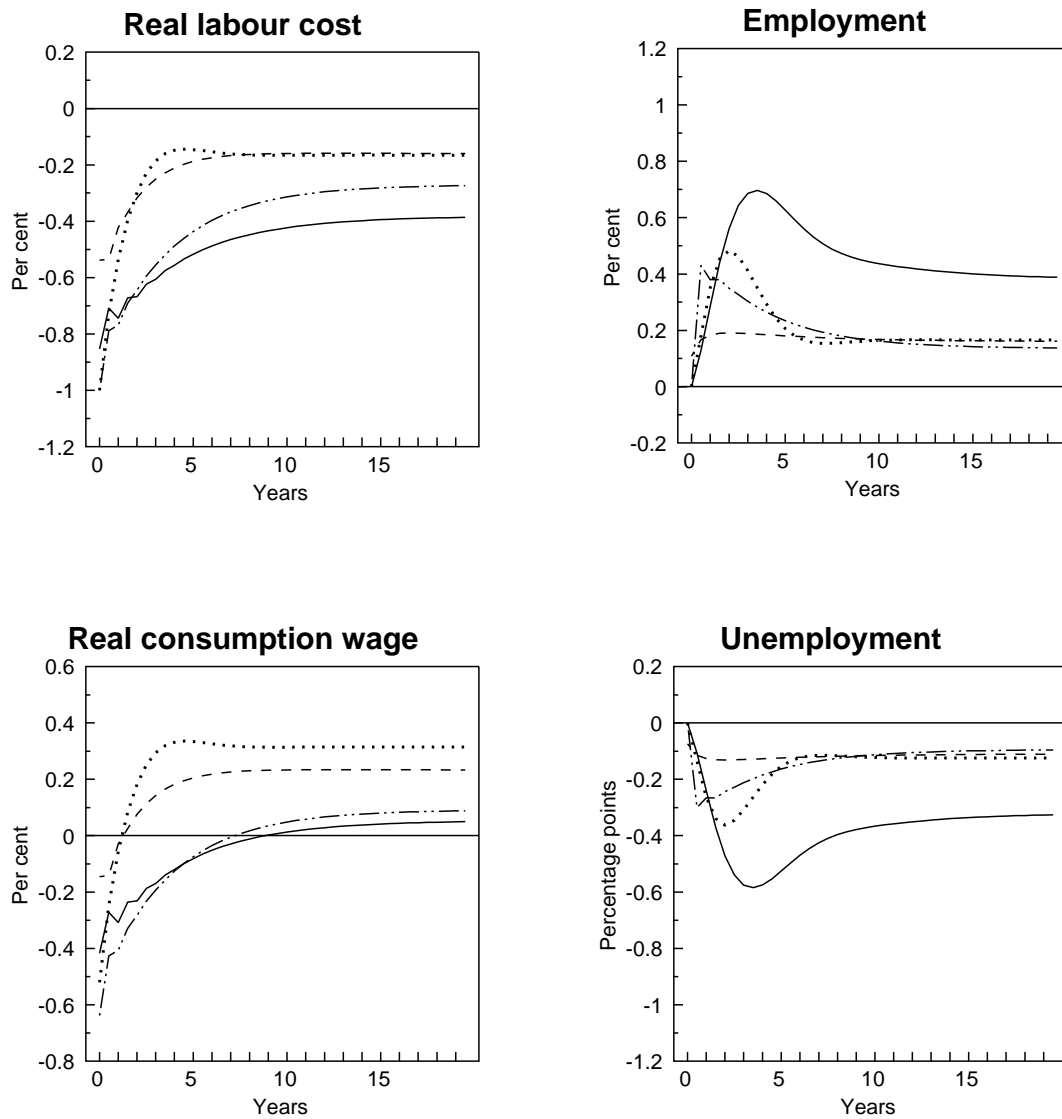 Real labour cost
0.2
0
-0.2
-0.4
-0.6
-0.8
-1
-1.2
Per cent
0 5 10 15
Years
Employment
1.2
1
0.8
0.6
0.4
0.2
0
-0.2
Per cent
0 5 10 15
Years
Real consumption wage
0.6
0.4
0.2
0
-0.2
-0.4
-0.6
-0.8
Per cent
0 5 10 15
Years
Unemployment
0.2
0
-0.2
-0.4
-0.6
-0.8
-1
-1.2
Percentage points
0 5 10 15
Years